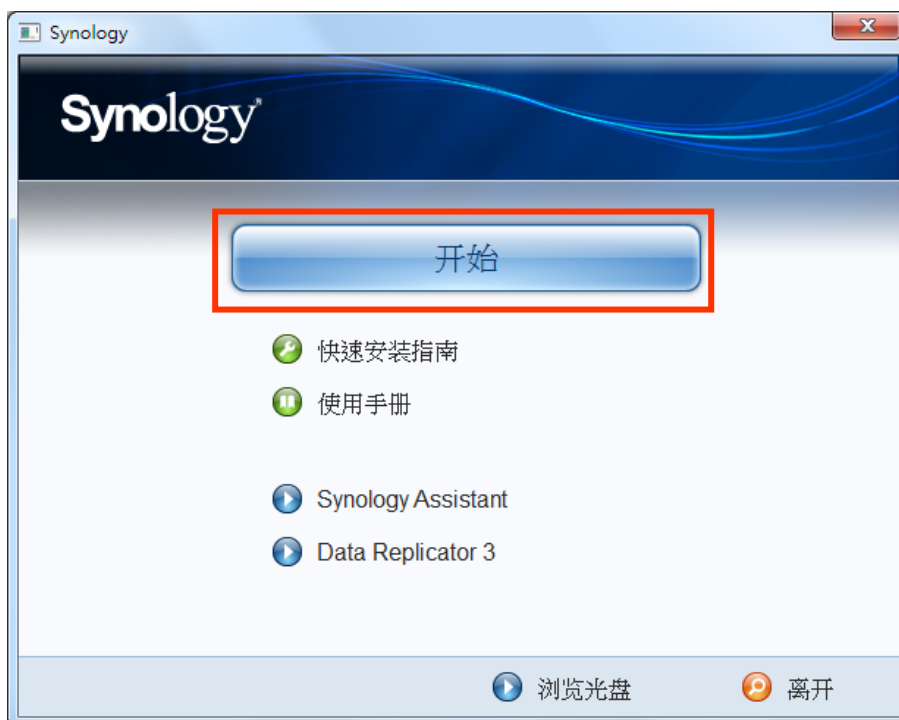 Synology
Synology
开始
快速安装指南
使用手册
Synology Assistant
Data Replicator 3
浏览光盘
离开